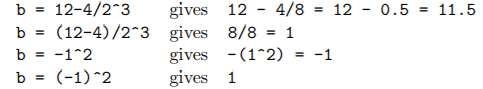 b = 12-4/2^3 gives 12 - 4/8 = 12 - 0.5 = 11.5
b = (12-4)/2^3 gives 8/8 = 1
b = -1^2 gives -(1^2) = -1
b = (-1)^2 gives 1